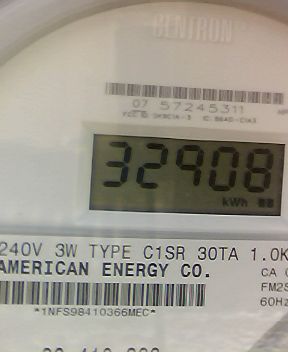 CENTRON
07 57245311
32908
kWh
240V 3W TYPE C1SR 30TA 1.0K
AMERICAN ENERGY CO.
CA
FM2S
60Hz
*1NFS98410366MEC*